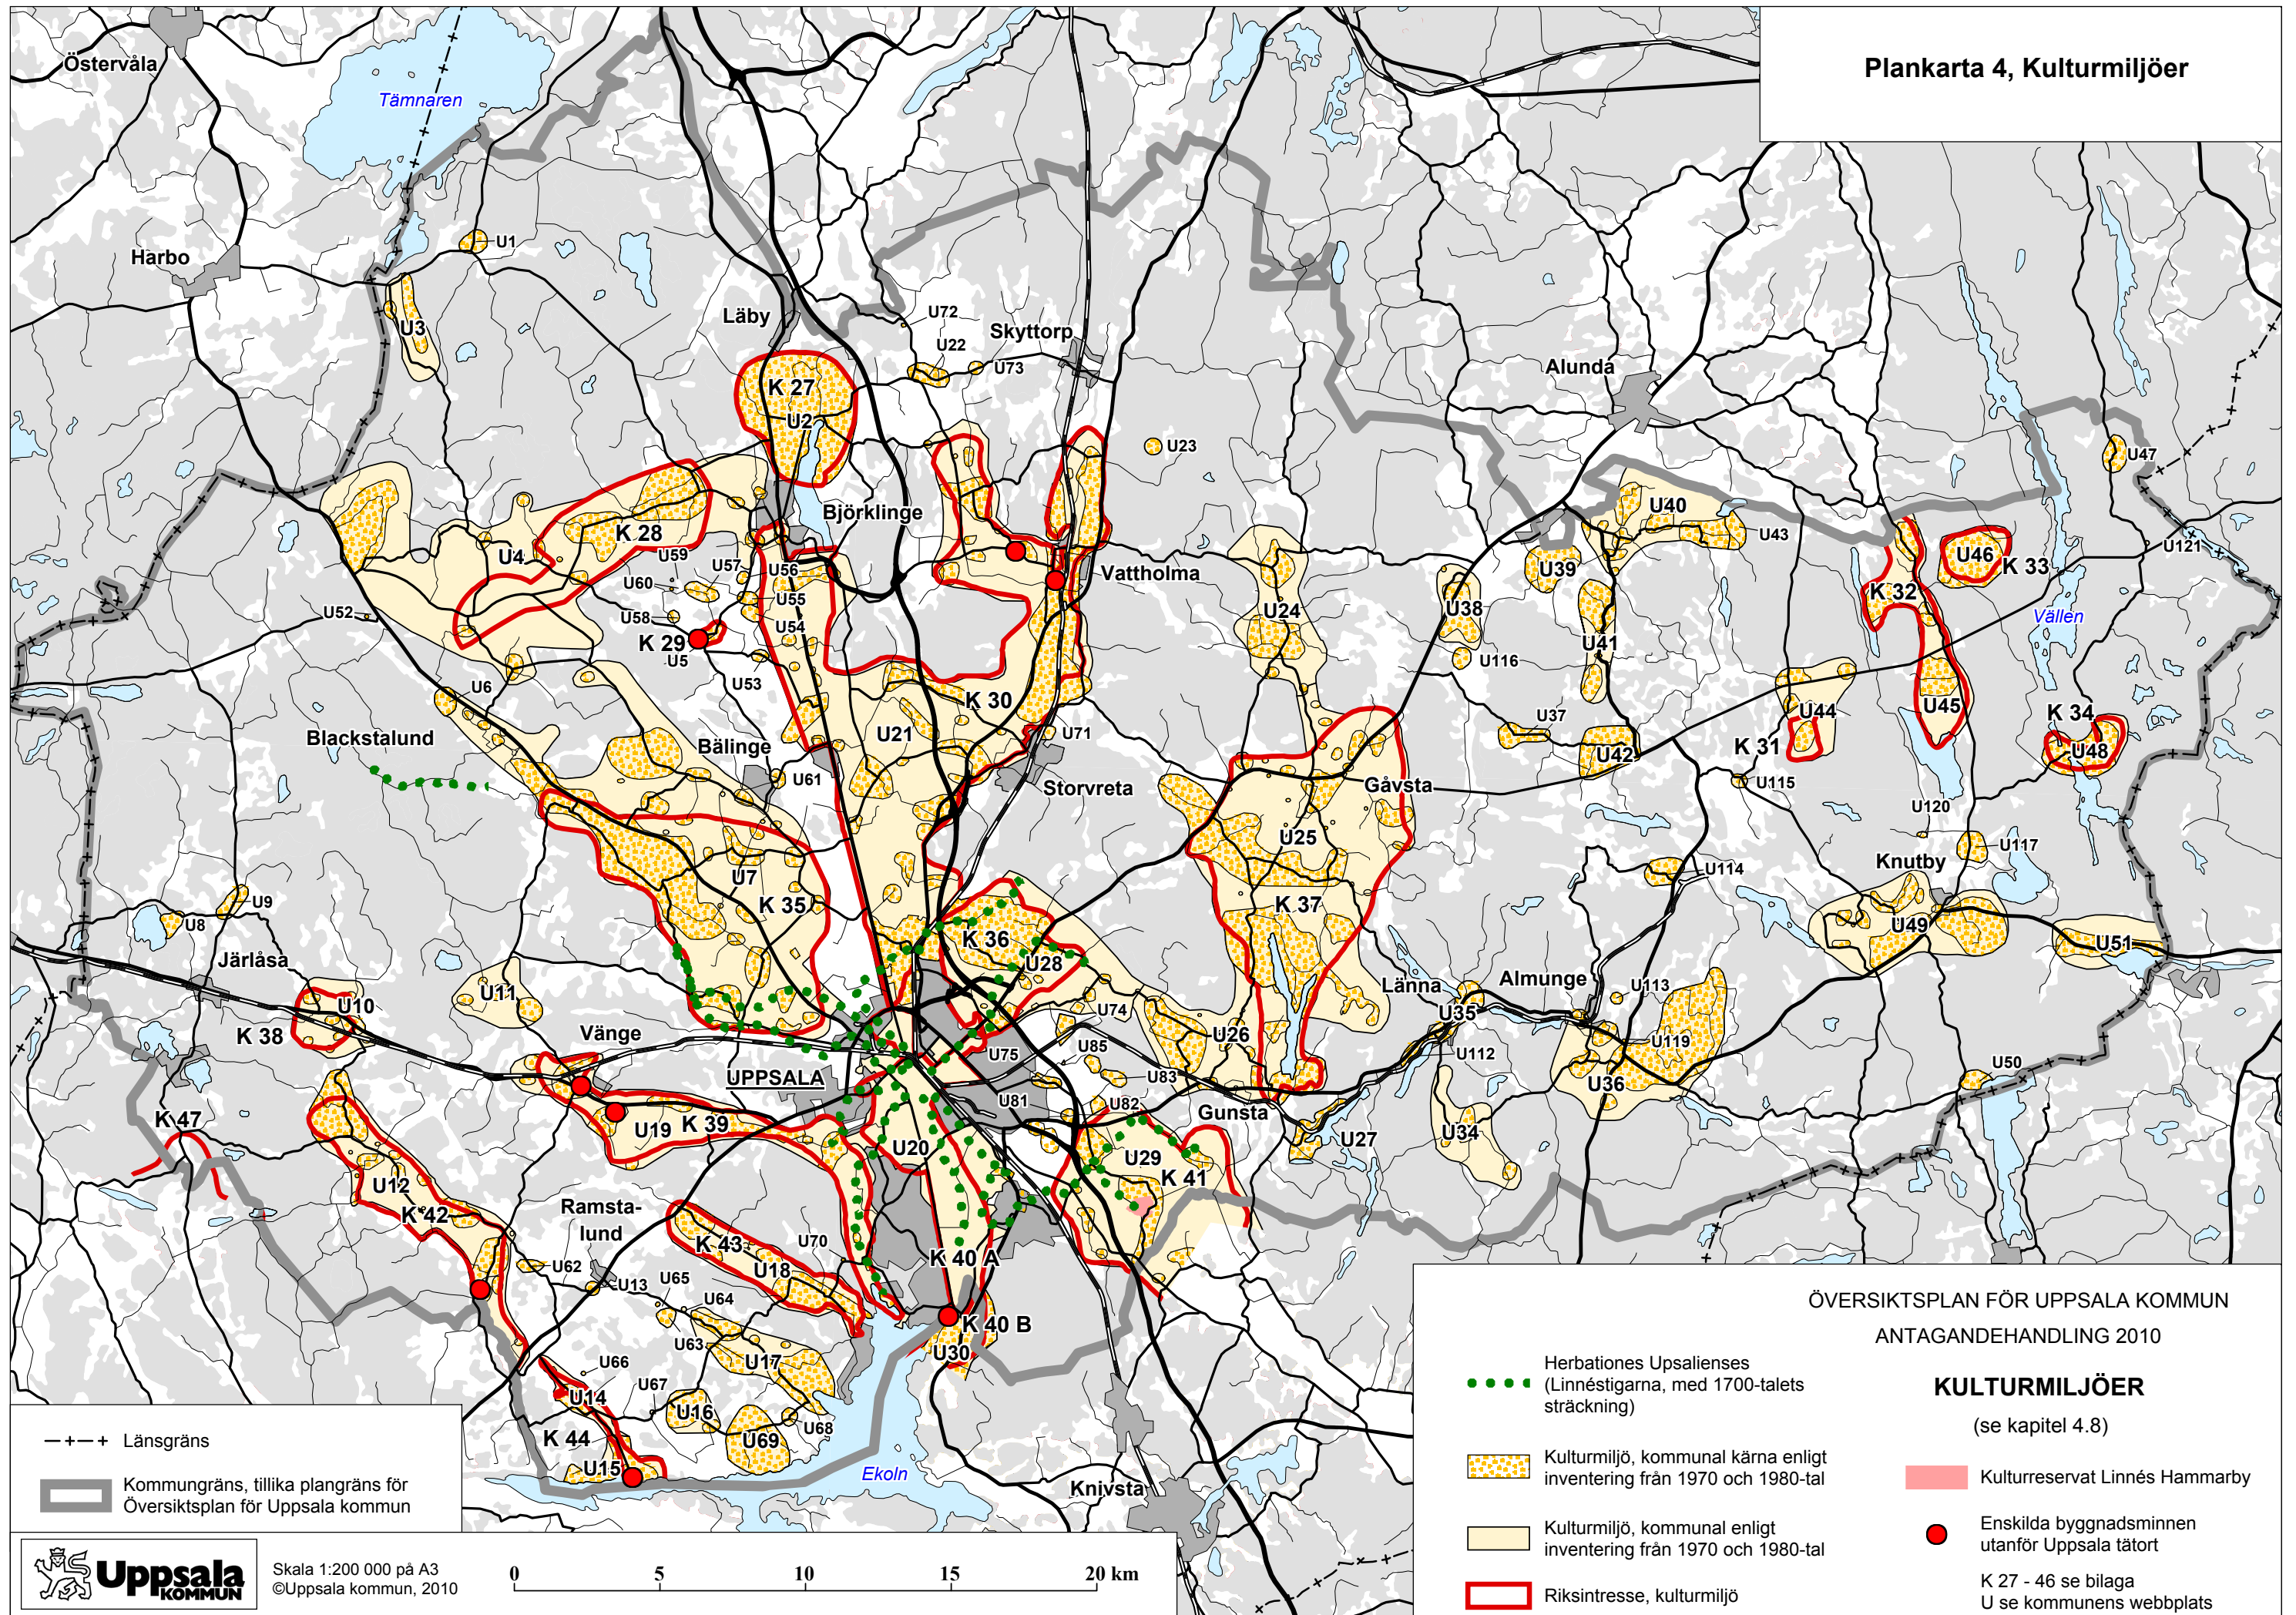 Plankarta 4, Kulturmiljöer
Östervåla
Tämnaren
U1
Harbo
U3
Läby
U72
Skyttorp
U22
U73
Alunda
K 27
U2
U23
U47
Björklinge
U40
U43
K 28
U4
U59
U57
U56
U60
U55
U58
U54
U52
K 29
U5
U53
U6
Vattholma
U24
U38
U39
U116
U41
U46
K 33
K 32
U121
Vällen
K 30
U21
U71
Blackstalund
Bälinge
U61
Storvreta
Gåvsta
U37
U42
U44
K 31
U45
K 34
U48
U115
U120
U25
U7
K 35
U117
Knutby
U114
U9
U8
K 37
K 36
U28
U49
U51
Järlåsa
U10
K 38
U11
Vänge
Länna
Almunge
U113
U35
U74
U26
U75
U85
U83
U112
U119
U36
U50
UPPSALA
U81
U82
Gunsta
K 47
U19
K 39
U20
U29
K 41
U27
U34
U12
K 42
Ramsta-
lund
K 43
U18
U70
K 40 A
U62
U13
U65
U64
U63
K 40 B
U30
U17
U66
U67
U14
U16
U69
U68
K 44
U15
Ekoln
Knivsta
Länsgräns
Kommungräns, tillika plangräns för
Översiktsplan för Uppsala kommun
Uppsala
KOMMUN
Skala 1:200 000 på A3
©Uppsala kommun, 2010
0 5 10 15 20 km
ÖVERSIKTSPLAN FÖR UPPSALA KOMMUN
ANTAGANDEHANDLING 2010
KULTURMILJÖER
(se kapitel 4.8)
Herbationes Upsalienses
(Linnéstigarna, med 1700-talets
sträckning)
Kulturmiljö, kommunal kärna enligt
inventering från 1970 och 1980-tal
Kulturmiljö, kommunal enligt
inventering från 1970 och 1980-tal
Riksintresse, kulturmiljö
Kulturreservat Linnés Hammarby
Enskilda byggnadsminnen
utanför Uppsala tätort
K 27 - 46 se bilaga
U se kommunens webbplats